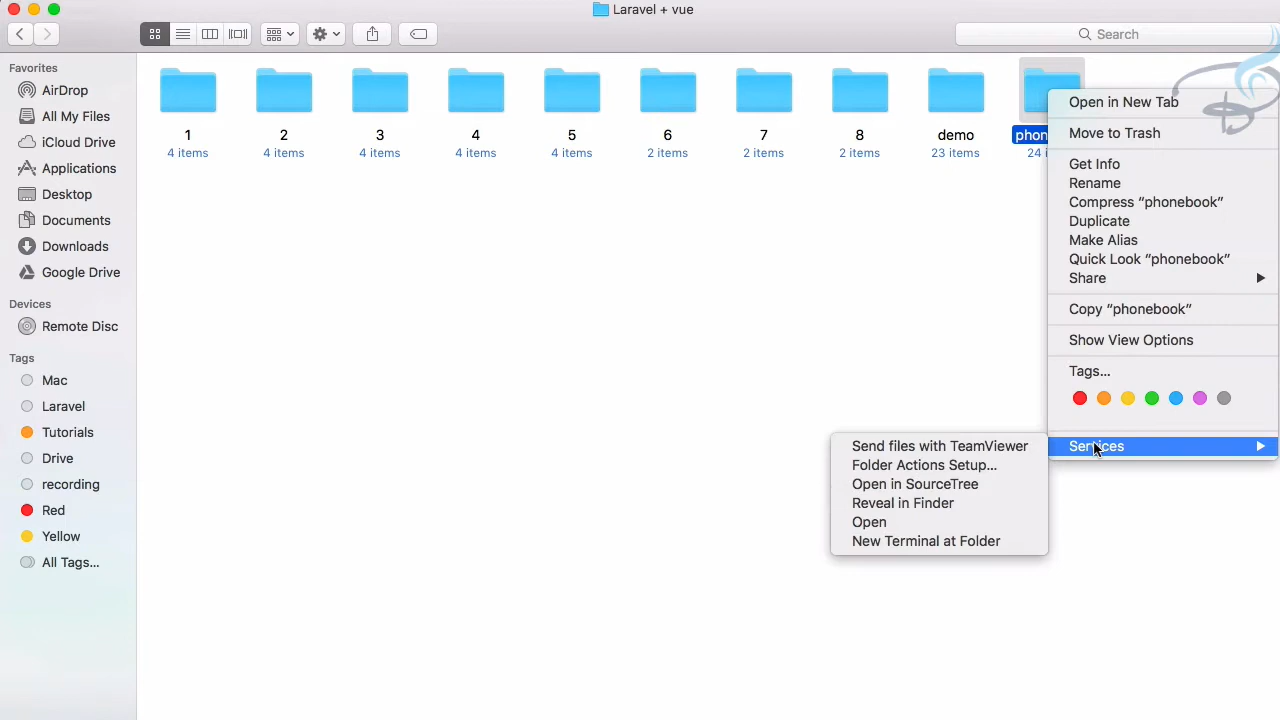 Laravel + vue
Search
Favorites
AirDrop
All My Files
iCloud Drive
Applications
Desktop
Documents
Downloads
Google Drive
Devices
Remote Disc
Tags
Mac
Laravel
Tutorials
Drive
recording
Red
Yellow
All Tags...
1
4 items
2
4 items
3
4 items
4
4 items
5
4 items
6
2 items
7
2 items
8
2 items
demo
23 items
phon
24 i
Open in New Tab
Move to Trash
Get Info
Rename
Compress “phonebook”
Duplicate
Make Alias
Quick Look “phonebook”
Share
Copy “phonebook”
Show View Options
Tags...
Services
Send files with TeamViewer
Folder Actions Setup...
Open in SourceTree
Reveal in Finder
Open
New Terminal at Folder